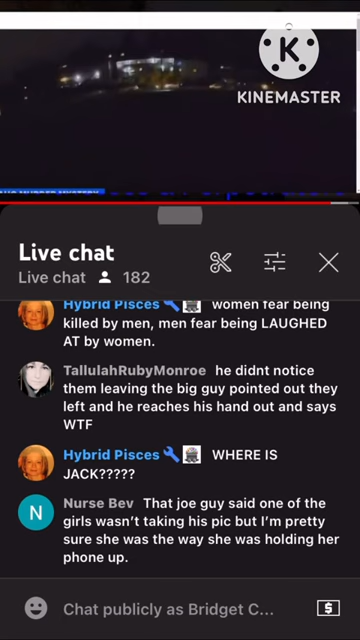 K
KINEMASTER
Live chat
Live chat 182
Hybrid Pisces women fear being
killed by men, men fear being LAUGHED
AT by women.
TallulahRubyMonroe he didnt notice
them leaving the big guy pointed out they
left and he reaches his hand out and says
WTF
Hybrid Pisces WHERE IS
JACK?????
N
Nurse Bev That joe guy said one of the
girls wasn't taking his pic but I'm pretty
sure she was the way she was holding her
phone up.
Chat publicly as Bridget C...
$